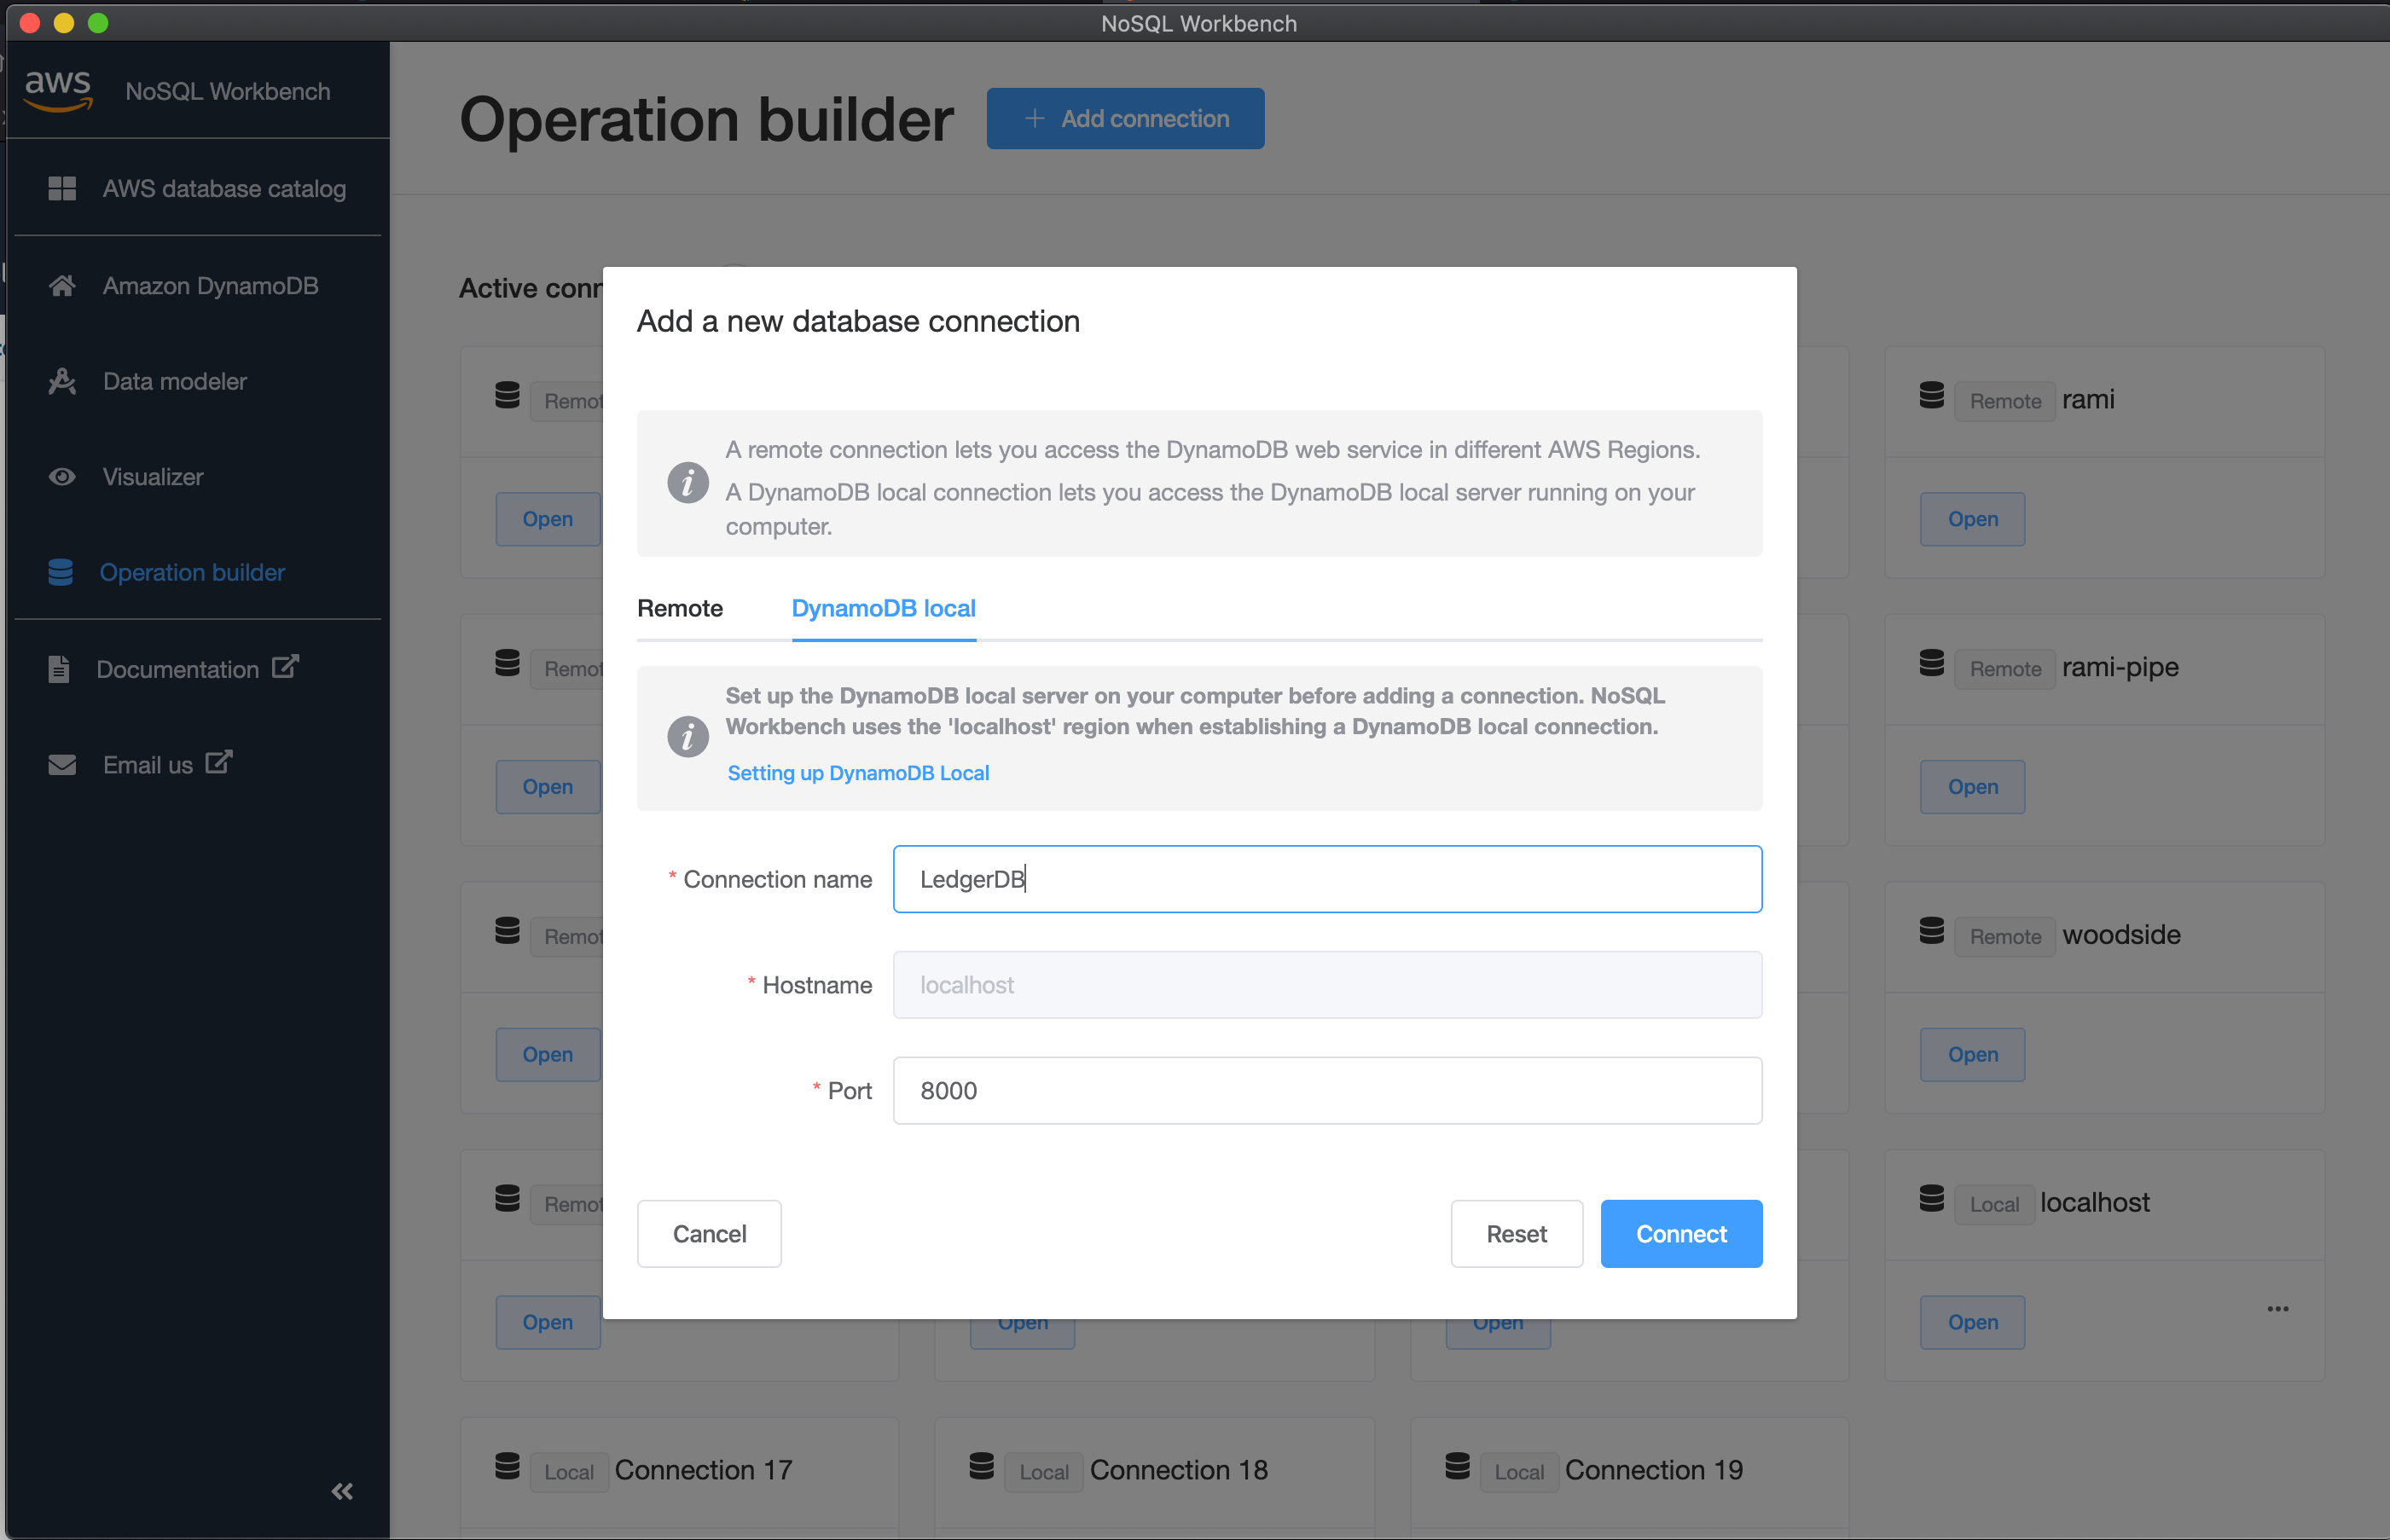 NoSQL Workbench
aws NoSQL Workbench
AWS database catalog
Amazon DynamoDB
Data modeler
Visualizer
Operation builder
Documentation
Email us
Operation builder
+ Add connection
Active conn
Add a new database connection
A remote connection lets you access the DynamoDB web service in different AWS Regions.
A DynamoDB local connection lets you access the DynamoDB local server running on your
computer.
Remote DynamoDB local
Set up the DynamoDB local server on your computer before adding a connection. NoSQL
Workbench uses the 'localhost' region when establishing a DynamoDB local connection.
Setting up DynamoDB Local
* Connection name LedgerDB
* Hostname localhost
* Port 8000
Cancel Reset Connect
Remot
Open
Remote rami
Open
Remot
Open
Remote rami-pipe
Open
Remot
Open
Remote woodside
Open
Remot
Open
Open
Open
Local localhost
Open
Local Connection 17
Local Connection 18
Local Connection 19